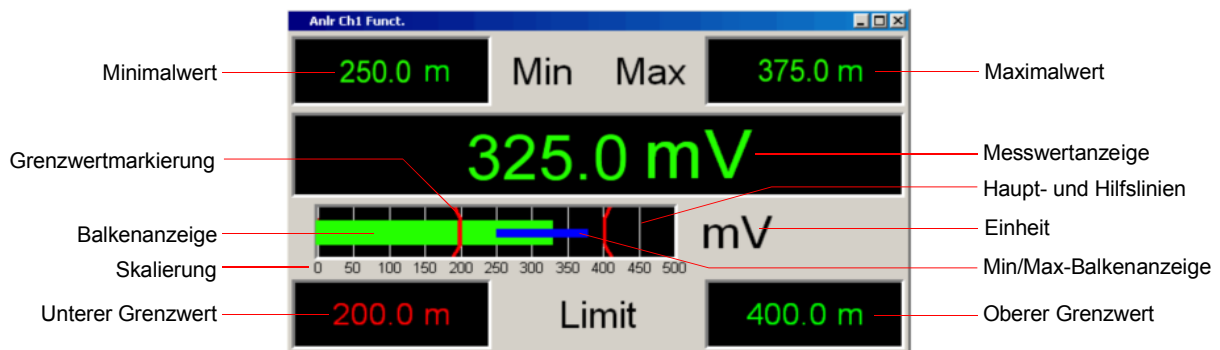 Anlr Ch1 Funct.
Minimalwert
250.0 m
Min
Max
375.0 m
Maximalwert
325.0 mV
Messwertanzeige
Grenzwertmarkierung
Haupt- und Hilfslinien
Balkenanzeige
mV
Einheit
Skalierung
0 50 100 150 200 250 300 350 400 450 500
Min/Max-Balkenanzeige
Unterer Grenzwert
200.0 m
Limit
400.0 m
Oberer Grenzwert